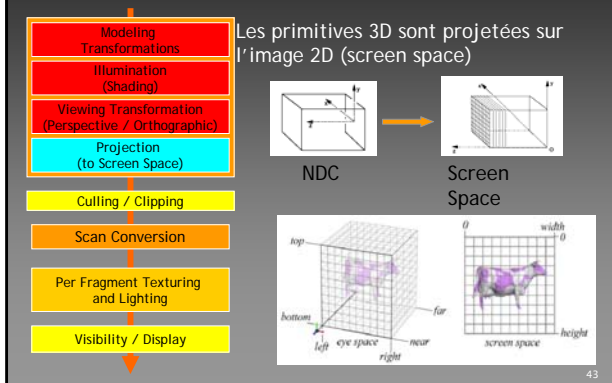 Modeling
Transformations
Illumination
(Shading)
Viewing Transformation
(Perspective / Orthographic)
Projection
(to Screen Space)
Culling / Clipping
Scan Conversion
Per Fragment Texturing
and Lighting
Visibility / Display
Les primitives 3D sont projetées sur
l'image 2D (screen space)
y
x
z
NDC
y
x
z
o
Screen
Space
top
bottom
left
eye space
right
near
far
0
width
0
height
screen space
43